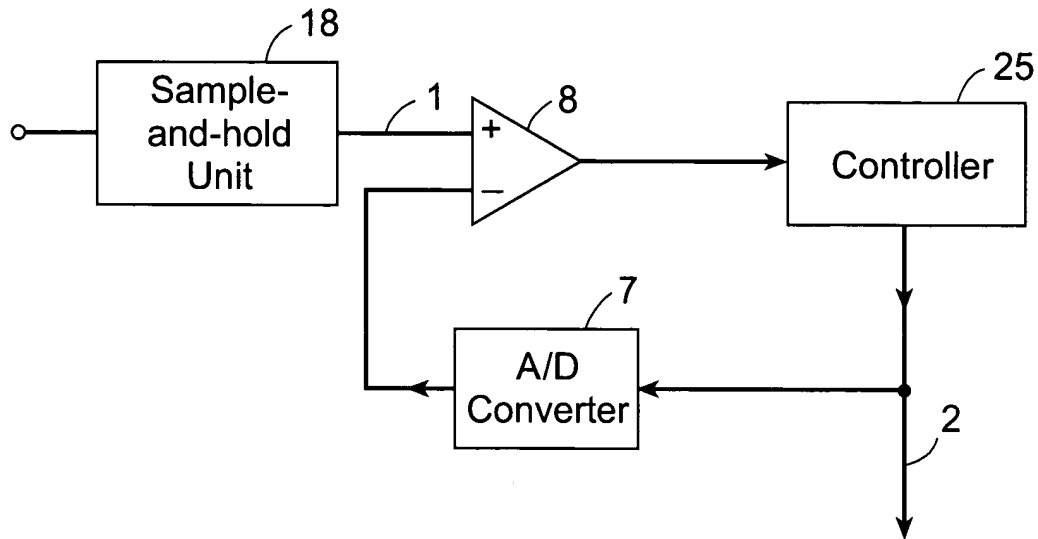 18
Sample-
and-hold
Unit
1
+
−
8
25
Controller
7
A/D
Converter
2